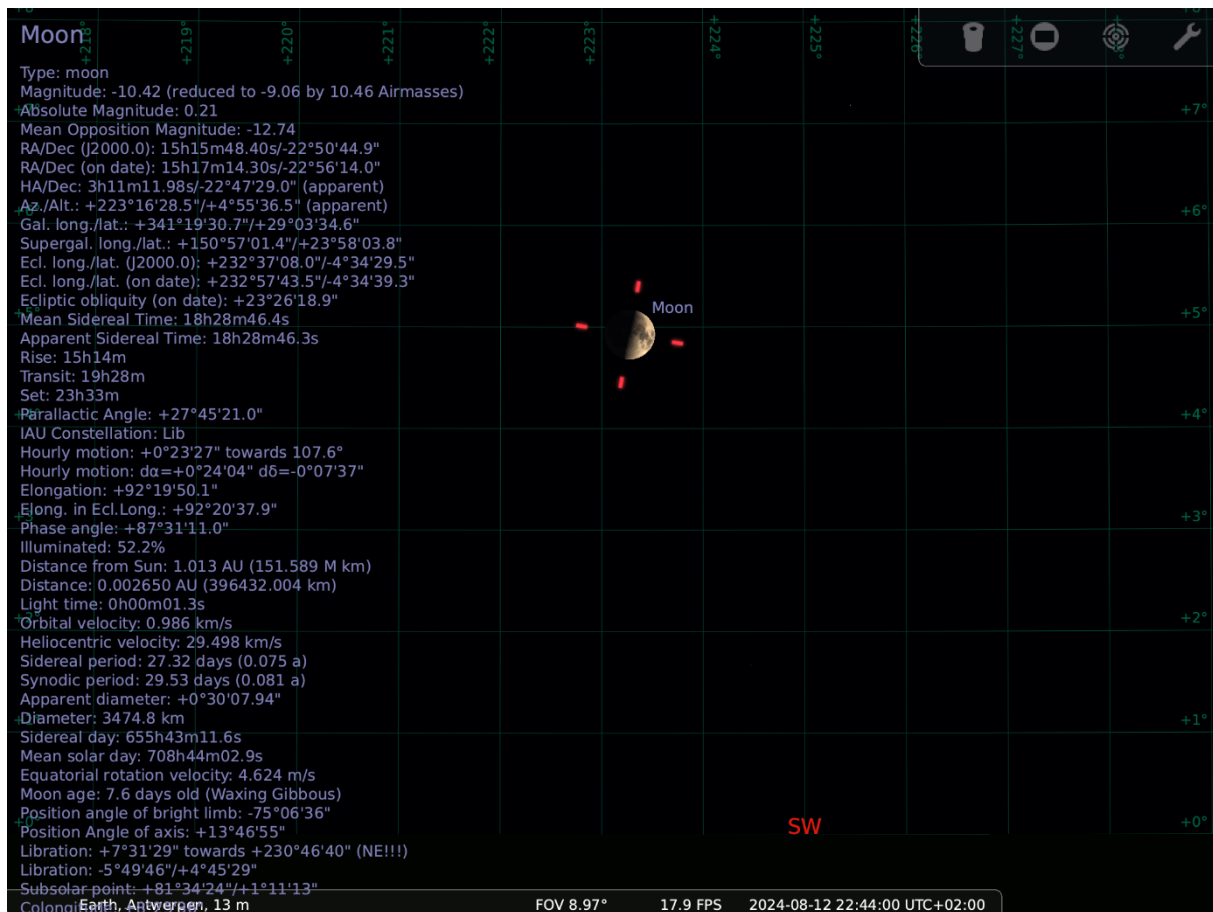 +218°
+219°
+220°
+221°
+222°
+223°
+224°
+225°
+226°
+227°
Moon
Type: moon
Magnitude: -10.42 (reduced to -9.06 by 10.46 Airmasses)
Absolute Magnitude: 0.21
Mean Opposition Magnitude: -12.74
RA/Dec (J2000.0): 15h15m48.40s/-22°50'44.9"
RA/Dec (on date): 15h17m14.30s/-22°56'14.0"
HA/Dec: 3h11m11.98s/-22°47'29.0" (apparent)
Az./Alt.: +223°16'28.5"/+4°55'36.5" (apparent)
Gal. long./lat.: +341°19'30.7"/+29°03'34.6"
Supergal. long./lat.: +150°57'01.4"/+23°58'03.8"
Ecl. long./lat. (J2000.0): +232°37'08.0"/-4°34'29.5"
Ecl. long./lat. (on date): +232°57'43.5"/-4°34'39.3"
Ecliptic obliquity (on date): +23°26'18.9"
Mean Sidereal Time: 18h28m46.4s
Apparent Sidereal Time: 18h28m46.3s
Rise: 15h14m
Transit: 19h28m
Set: 23h33m
Parallactic Angle: +27°45'21.0"
IAU Constellation: Lib
Hourly motion: +0°23'27" towards 107.6°
Hourly motion: dα=+0°24'04" dδ=-0°07'37"
Elongation: +92°19'50.1"
Elong. in Ecl.Long.: +92°20'37.9"
Phase angle: +87°31'11.0"
Illuminated: 52.2%
Distance from Sun: 1.013 AU (151.589 M km)
Distance: 0.002650 AU (396432.004 km)
Light time: 0h00m01.3s
Orbital velocity: 0.986 km/s
Heliocentric velocity: 29.498 km/s
Sidereal period: 27.32 days (0.075 a)
Synodic period: 29.53 days (0.081 a)
Apparent diameter: +0°30'07.94"
Diameter: 3474.8 km
Sidereal day: 655h43m11.6s
Mean solar day: 708h44m02.9s
Equatorial rotation velocity: 4.624 m/s
Moon age: 7.6 days old (Waxing Gibbous)
Position angle of bright limb: -75°06'36"
Position Angle of axis: +13°46'55"
Libration: +7°31'29" towards +230°46'40" (NE!!!)
Libration: -5°49'46"/+4°45'29"
Subsolar point: +81°34'24"/+1°11'13"
Moon
+7°
+6°
+5°
+4°
+3°
+2°
+1°
+0°
SW
Earth, Antwerpen, 13 m
FOV 8.97°
17.9 FPS
2024-08-12 22:44:00 UTC+02:00